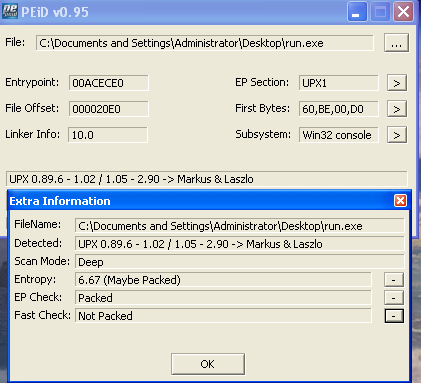 PEiD v0.95
File: C:\Documents and Settings\Administrator\Desktop\run.exe ...
Entrypoint: 00ACECE0 EP Section: UPX1 >
File Offset: 000020E0 First Bytes: 60,BE,00,D0 >
Linker Info: 10.0 Subsystem: Win32 console >
UPX 0.89.6 - 1.02 / 1.05 - 2.90 -> Markus & Laszlo
Extra Information
FileName: C:\Documents and Settings\Administrator\Desktop\run.exe
Detected: UPX 0.89.6 - 1.02 / 1.05 - 2.90 -> Markus & Laszlo
Scan Mode: Deep
Entropy: 6.67 (Maybe Packed) -
EP Check: Packed -
Fast Check: Not Packed -
OK